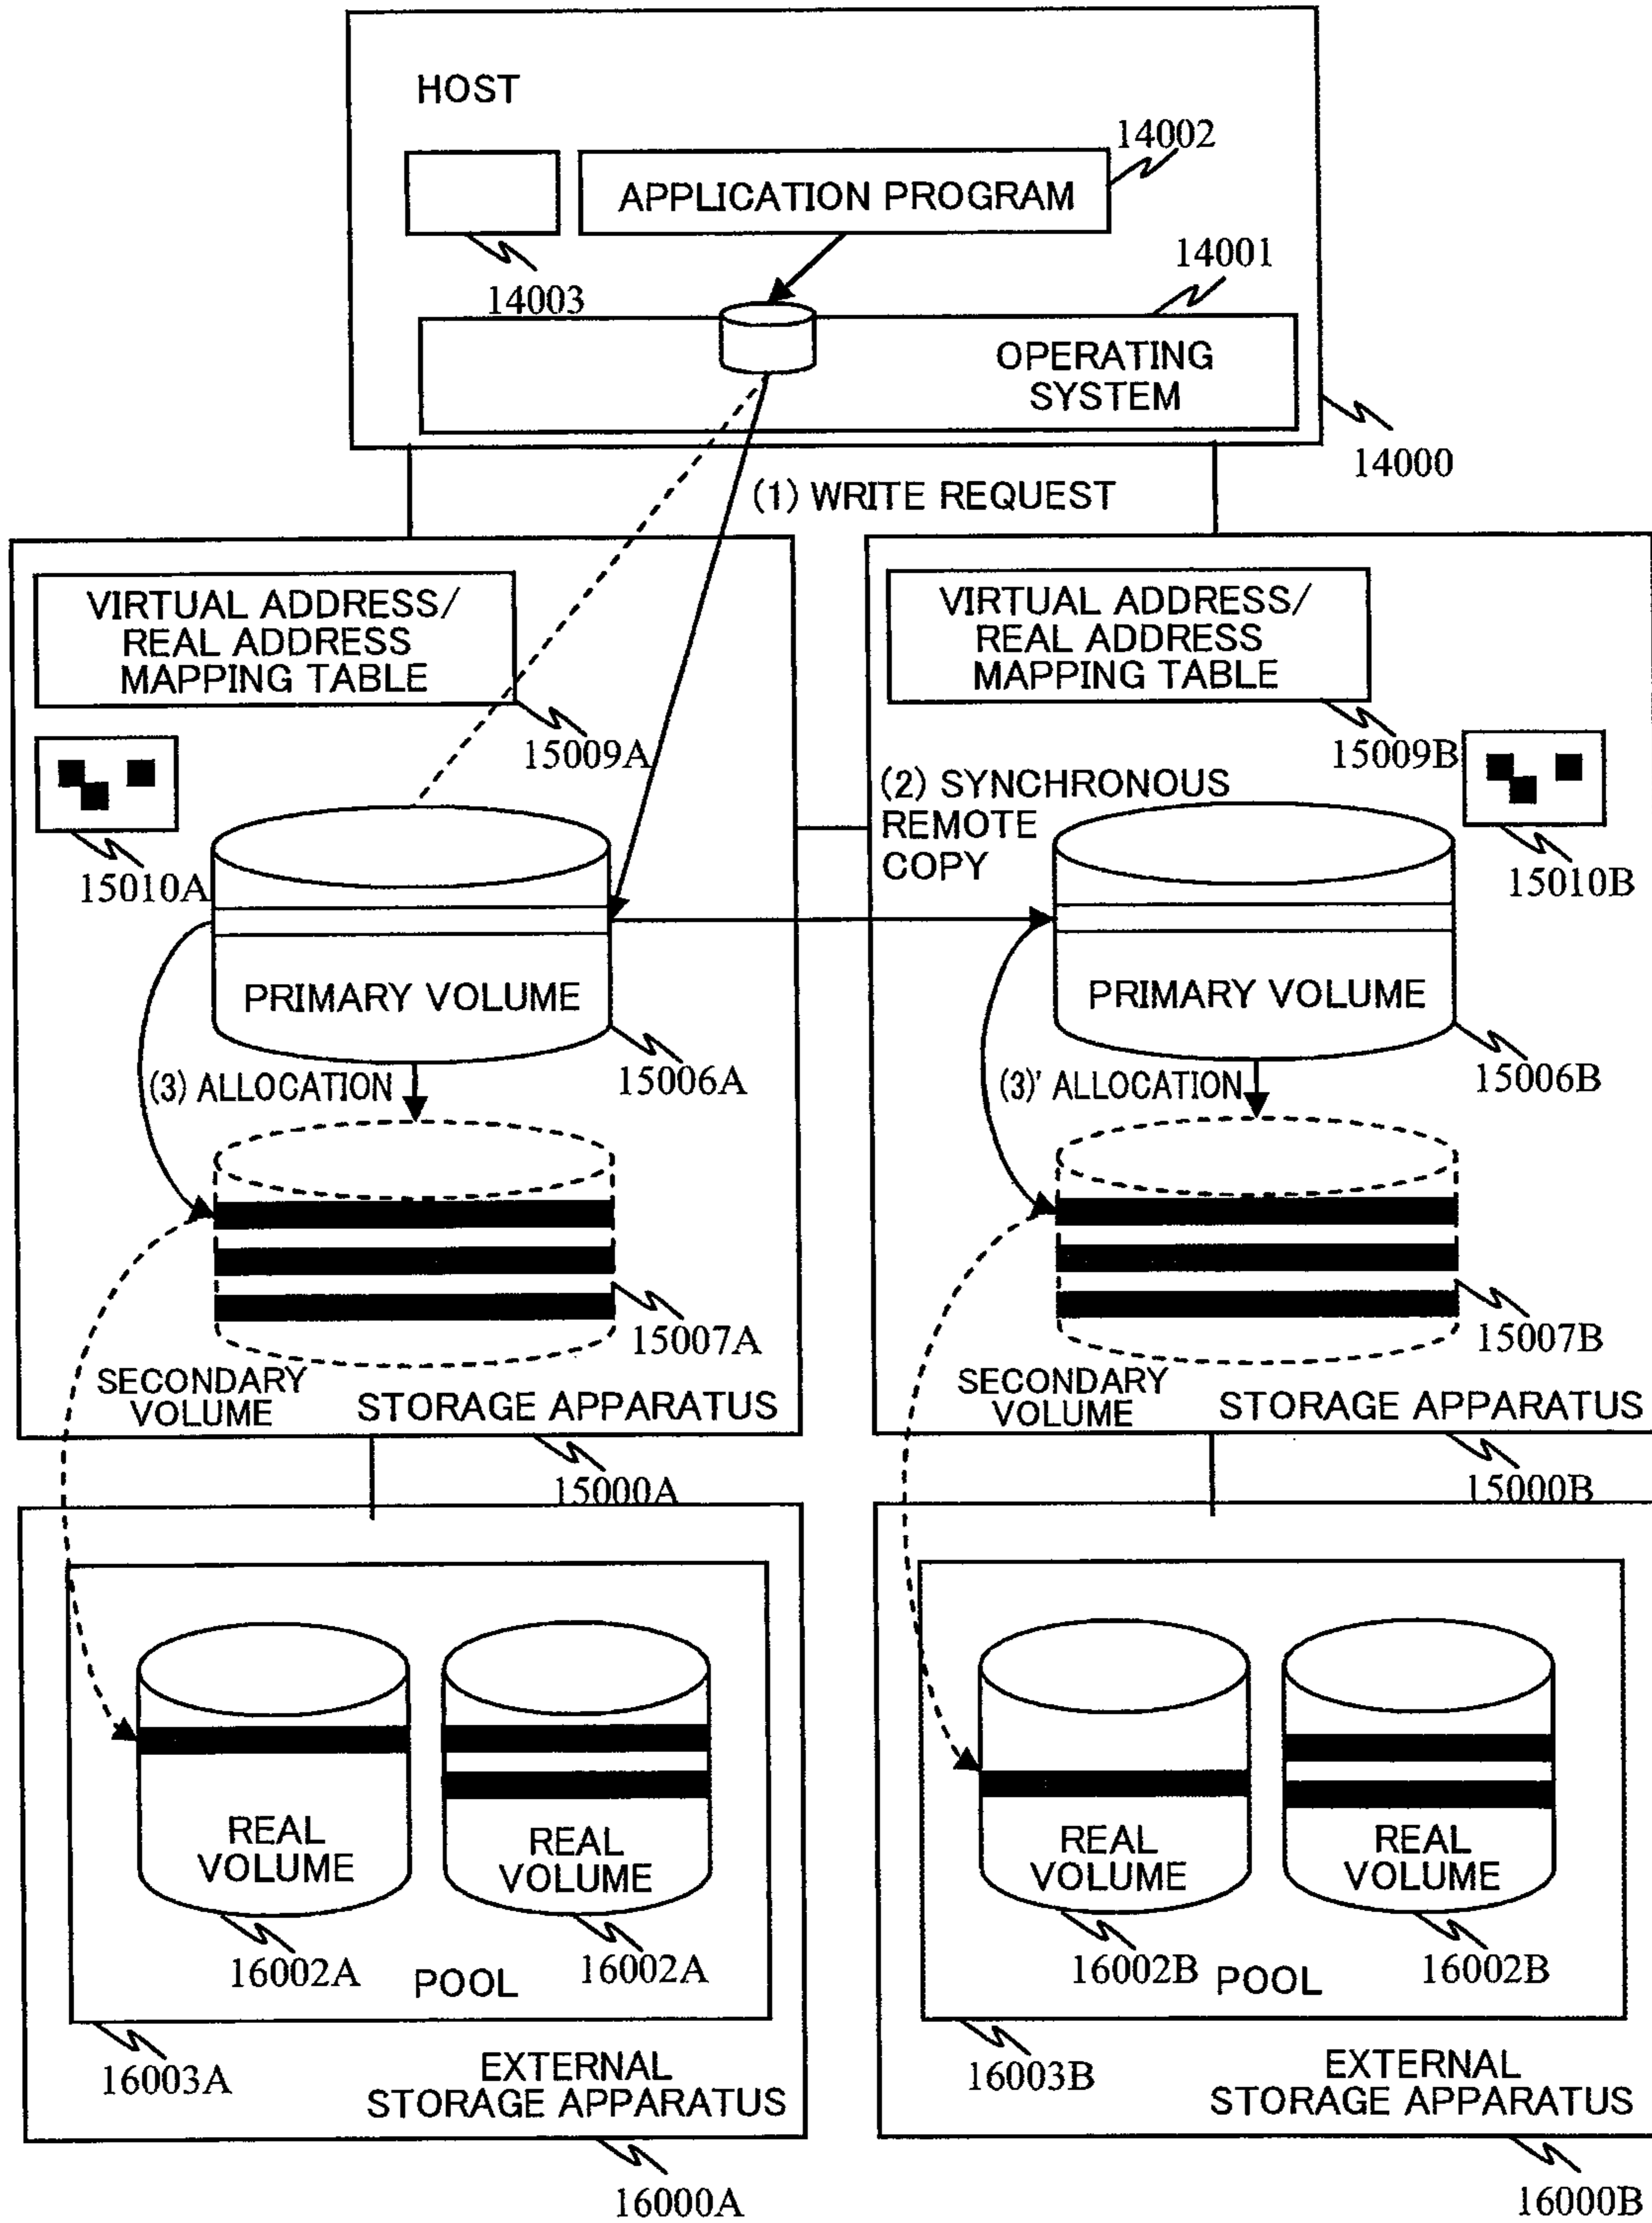 HOST
14002
APPLICATION PROGRAM
14001
14003
OPERATING
SYSTEM
14000
(1) WRITE REQUEST
VIRTUAL ADDRESS/
REAL ADDRESS
MAPPING TABLE
15009A
15010A
VIRTUAL ADDRESS/
REAL ADDRESS
MAPPING TABLE
15009B
(2) SYNCHRONOUS
REMOTE
COPY
15010B
PRIMARY VOLUME
15006A
(3) ALLOCATION
PRIMARY VOLUME
15006B
(3)' ALLOCATION
15007A
SECONDARY
VOLUME
STORAGE APPARATUS
15000A
15007B
SECONDARY
VOLUME
STORAGE APPARATUS
15000B
REAL
VOLUME
REAL
VOLUME
16002A
16002A
POOL
16003A
EXTERNAL
STORAGE APPARATUS
16000A
REAL
VOLUME
REAL
VOLUME
16002B
16002B
POOL
16003B
EXTERNAL
STORAGE APPARATUS
16000B